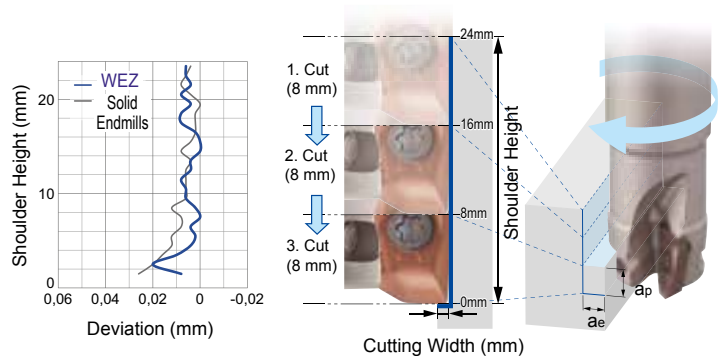 WEZ
Solid
Endmills
Shoulder Height (mm)
20
10
0
0,06
0,04
0,02
0
-0,02
Deviation (mm)
1. Cut
(8 mm)
2. Cut
(8 mm)
3. Cut
(8 mm)
24mm
16mm
8mm
0mm
Shoulder Height
Cutting Width (mm)
ap
ae